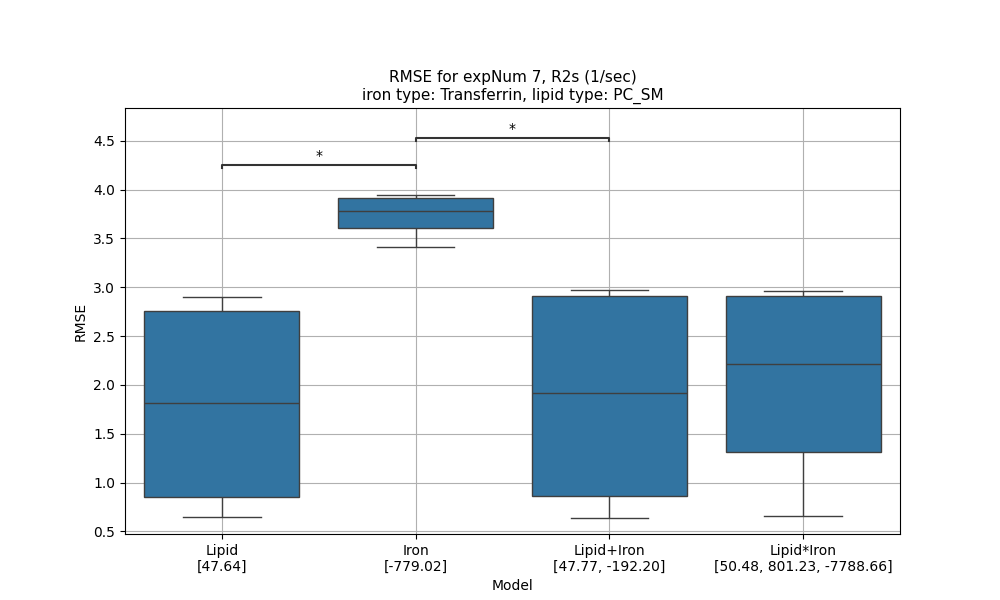 RMSE for expNum 7, R2s (1/sec)
iron type: Transferrin, lipid type: PC_SM
*
*
4.5
4.0
3.5
3.0
2.5
2.0
1.5
1.0
0.5
RMSE
Lipid
[47.64]
Iron
[-779.02]
Lipid+Iron
[47.77, -192.20]
Lipid*Iron
[50.48, 801.23, -7788.66]
Model